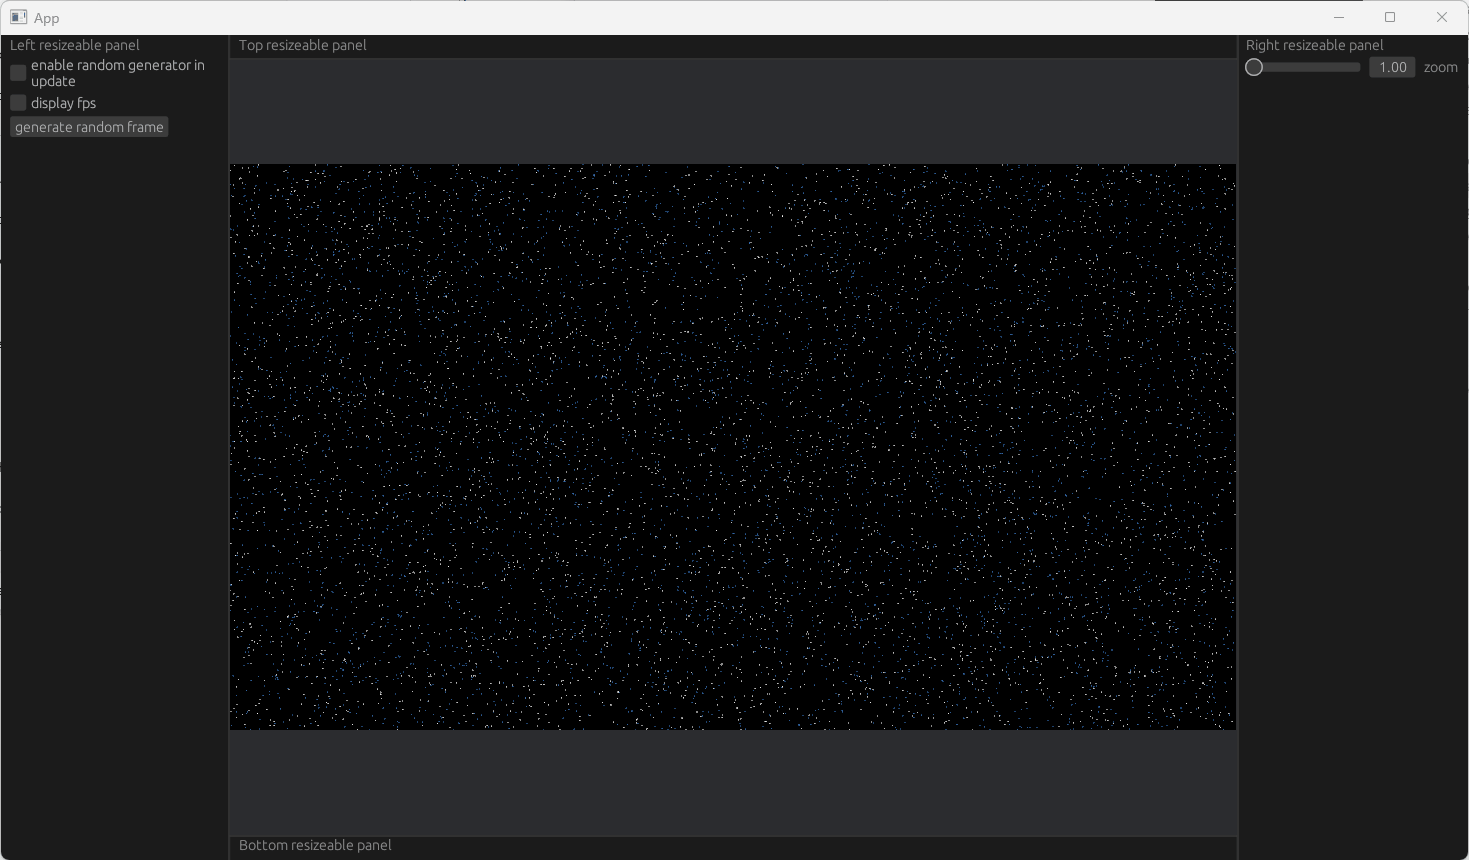 App
Left resizeable panel
enable random generator in
update
display fps
generate random frame
Top resizeable panel
Right resizeable panel
1.00 zoom
Bottom resizeable panel